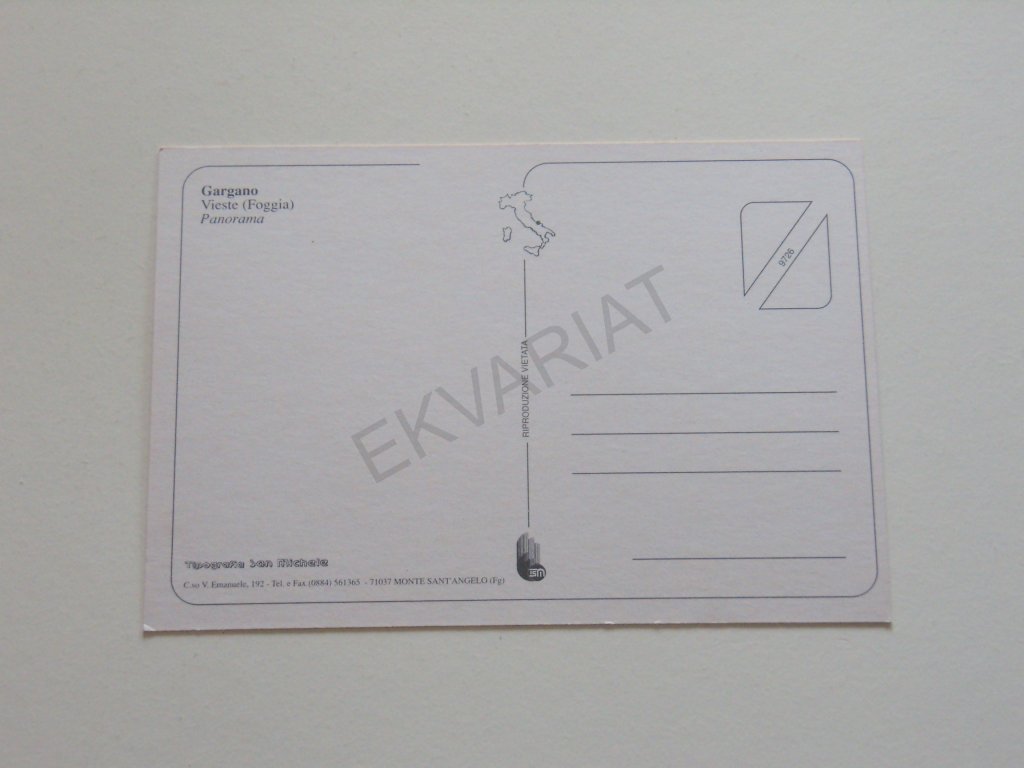 Gargano
Vieste (Foggia)
Panorama
9726
RIPRODUZIONE VIETATA
EKVARIAT
Tipografia San Michele
C.so V. Emanuele, 192 - Tel. e Fax (0884) 561365 - 71037 MONTE SANT'ANGELO (Fg)